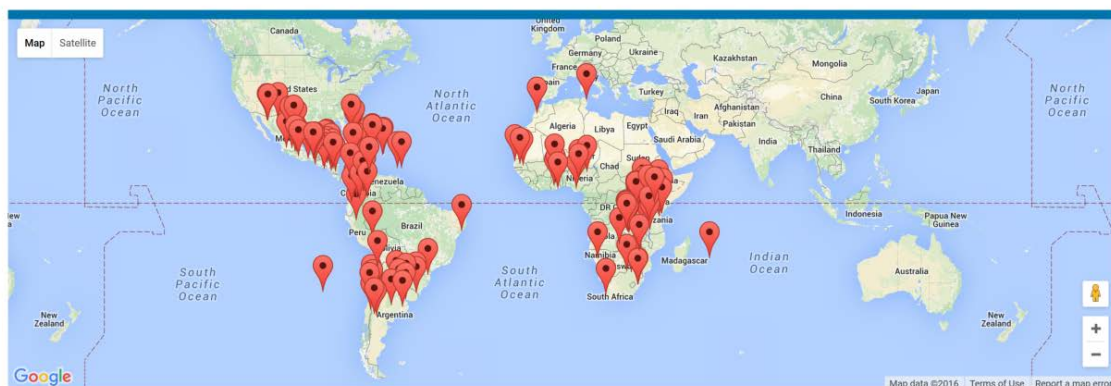 Map Satellite
Canada
United
Kingdom
Poland
Germany
Ukraine
France
Kazakhstan
Mongolia
North
Pacific
Ocean
North
Atlantic
Ocean
Turkey
China
South Korea
Japan
North
Pacific
Ocean
Algeria
Libya
Egypt
Iraq
Iran
Afghanistan
Pakistan
Saudi Arabia
India
Thailand
Chad
Nigeria
Brazil
Peru
Indonesia
Papua New
Guinea
Namibia
Madagascar
Indian
Ocean
South
Pacific
Ocean
South
Atlantic
Ocean
Australia
South Africa
Argentina
New
Zealand
New
Zealand
+
−
Google
Map data ©2016 Terms of Use Report a map error